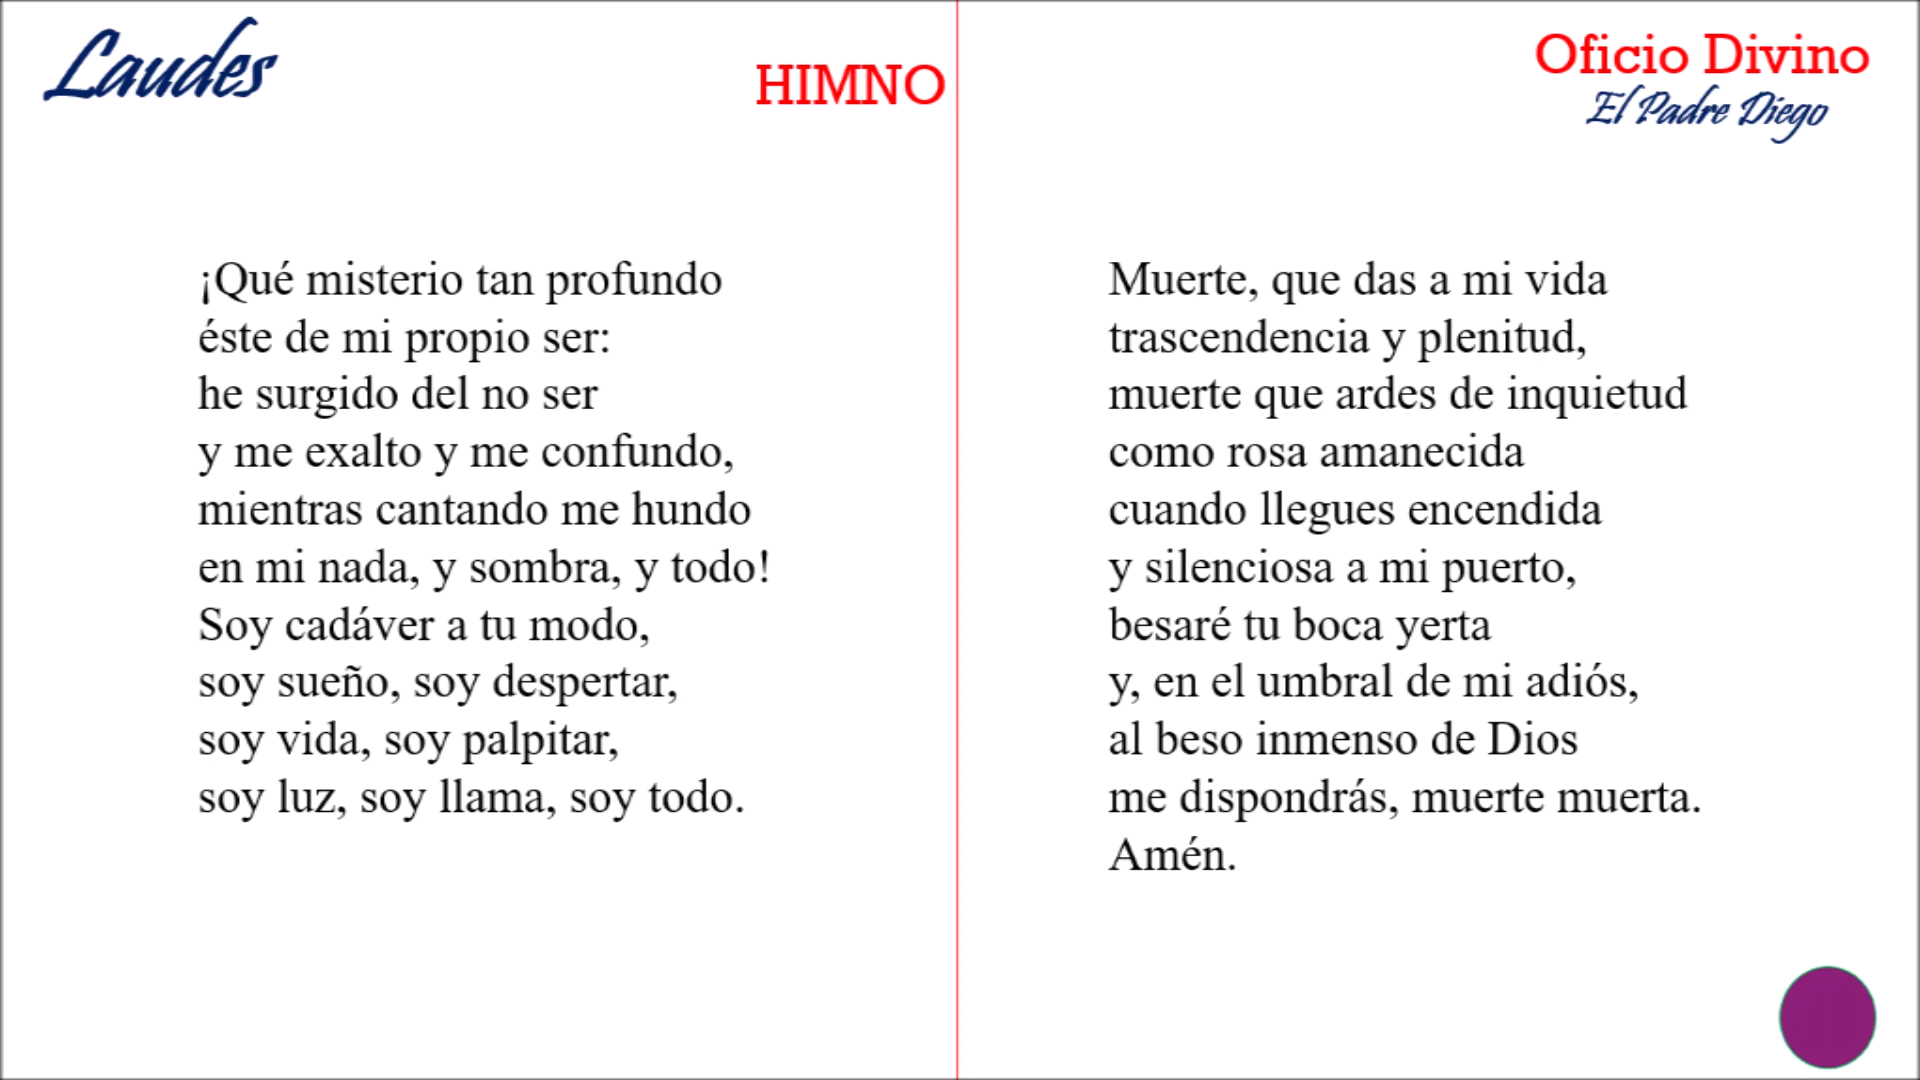 Laudes
HIMNO
¡Qué misterio tan profundo
éste de mi propio ser:
he surgido del no ser
y me exalto y me confundo,
mientras cantando me hundo
en mi nada, y sombra, y todo!
Soy cadáver a tu modo,
soy sueño, soy despertar,
soy vida, soy palpitar,
soy luz, soy llama, soy todo.
Oficio Divino
El Padre Diego
Muerte, que das a mi vida
trascendencia y plenitud,
muerte que ardes de inquietud
como rosa amanecida
cuando llegues encendida
y silenciosa a mi puerto,
besaré tu boca yerta
y, en el umbral de mi adiós,
al beso inmenso de Dios
me dispondrás, muerte muerta.
Amén.